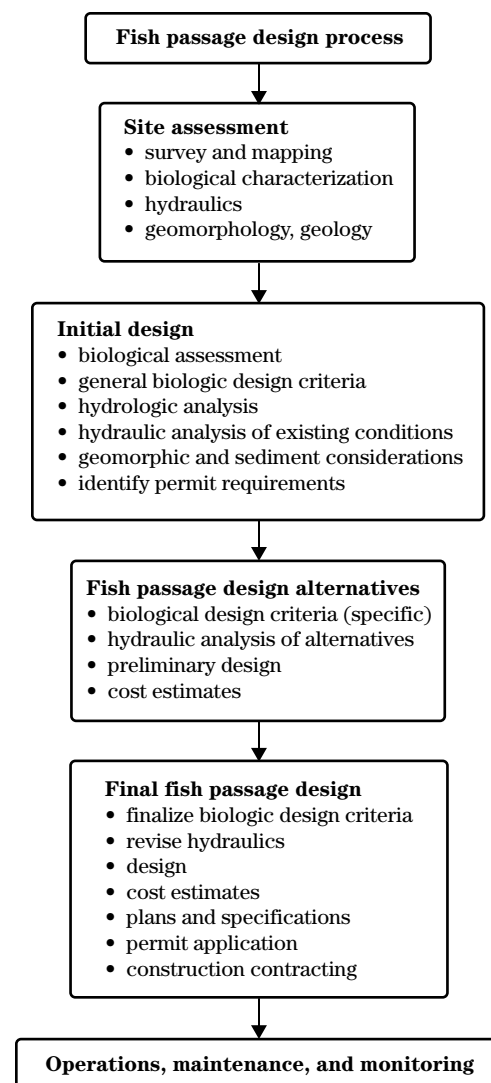 Fish passage design process
Site assessment
• survey and mapping
• biological characterization
• hydraulics
• geomorphology, geology
Initial design
• biological assessment
• general biologic design criteria
• hydrologic analysis
• hydraulic analysis of existing conditions
• geomorphic and sediment considerations
• identify permit requirements
Fish passage design alternatives
• biological design criteria (specific)
• hydraulic analysis of alternatives
• preliminary design
• cost estimates
Final fish passage design
• finalize biologic design criteria
• revise hydraulics
• design
• cost estimates
• plans and specifications
• permit application
• construction contracting
Operations, maintenance, and monitoring